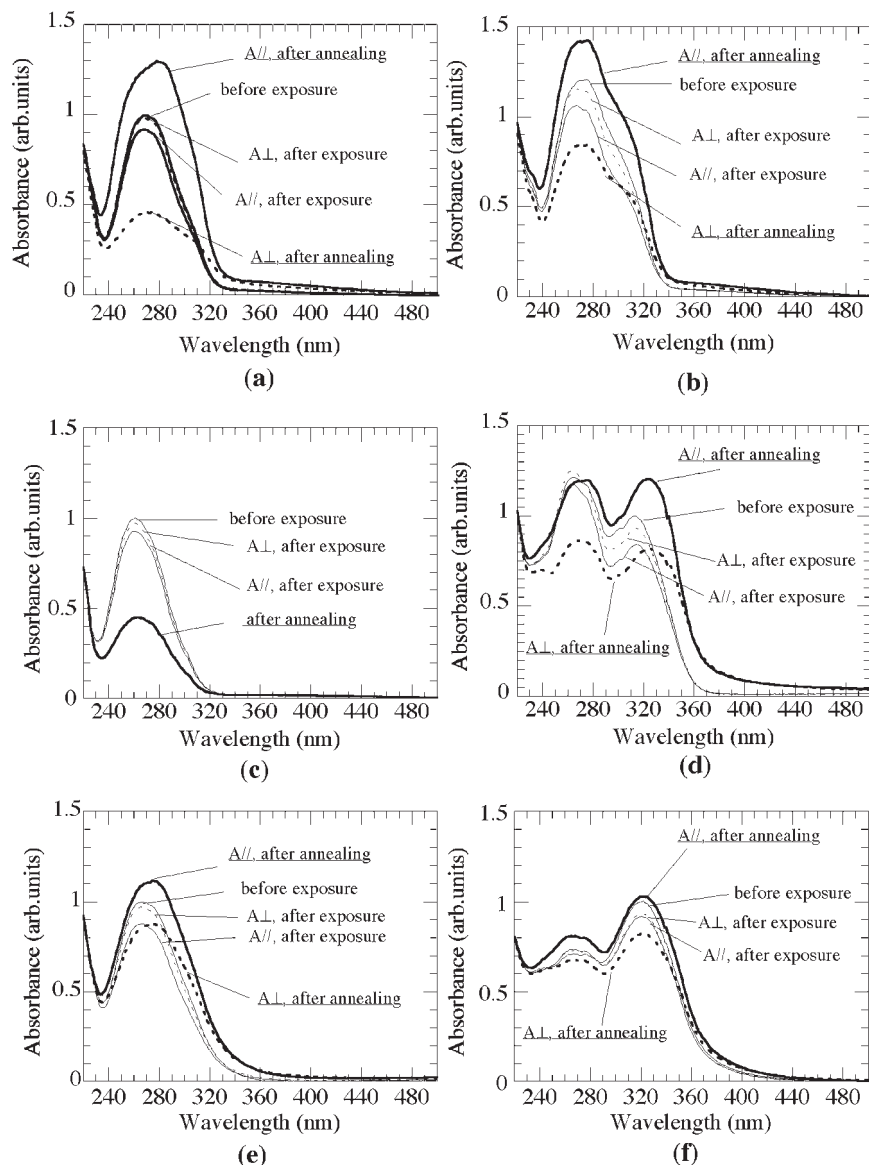 1.5
1
0.5
0
Absorbance (arb.units)
A//, after annealing
before exposure
A⊥, after exposure
A//, after exposure
A⊥, after annealing
240 280 320 360 400 440 480
Wavelength (nm)
(a)
1.5
1
0.5
0
Absorbance (arb.units)
A//, after annealing
before exposure
A⊥, after exposure
A//, after exposure
A⊥, after annealing
240 280 320 360 400 440 480
Wavelength (nm)
(b)
1.5
1
0.5
0
Absorbance (arb.units)
before exposure
A⊥, after exposure
A//, after exposure
after annealing
240 280 320 360 400 440 480
Wavelength (nm)
(c)
1.5
1
0.5
0
Absorbance (arb.units)
A//, after annealing
before exposure
A⊥, after exposure
A//, after exposure
A⊥, after annealing
240 280 320 360 400 440 480
Wavelength (nm)
(d)
1.5
1
0.5
0
Absorbance (arb.units)
A//, after annealing
before exposure
A⊥, after exposure
A//, after exposure
A⊥, after annealing
240 280 320 360 400 440 480
Wavelength (nm)
(e)
1.5
1
0.5
0
Absorbance (arb.units)
A//, after annealing
before exposure
A⊥, after exposure
A//, after exposure
A⊥, after annealing
240 280 320 360 400 440 480
Wavelength (nm)
(f)